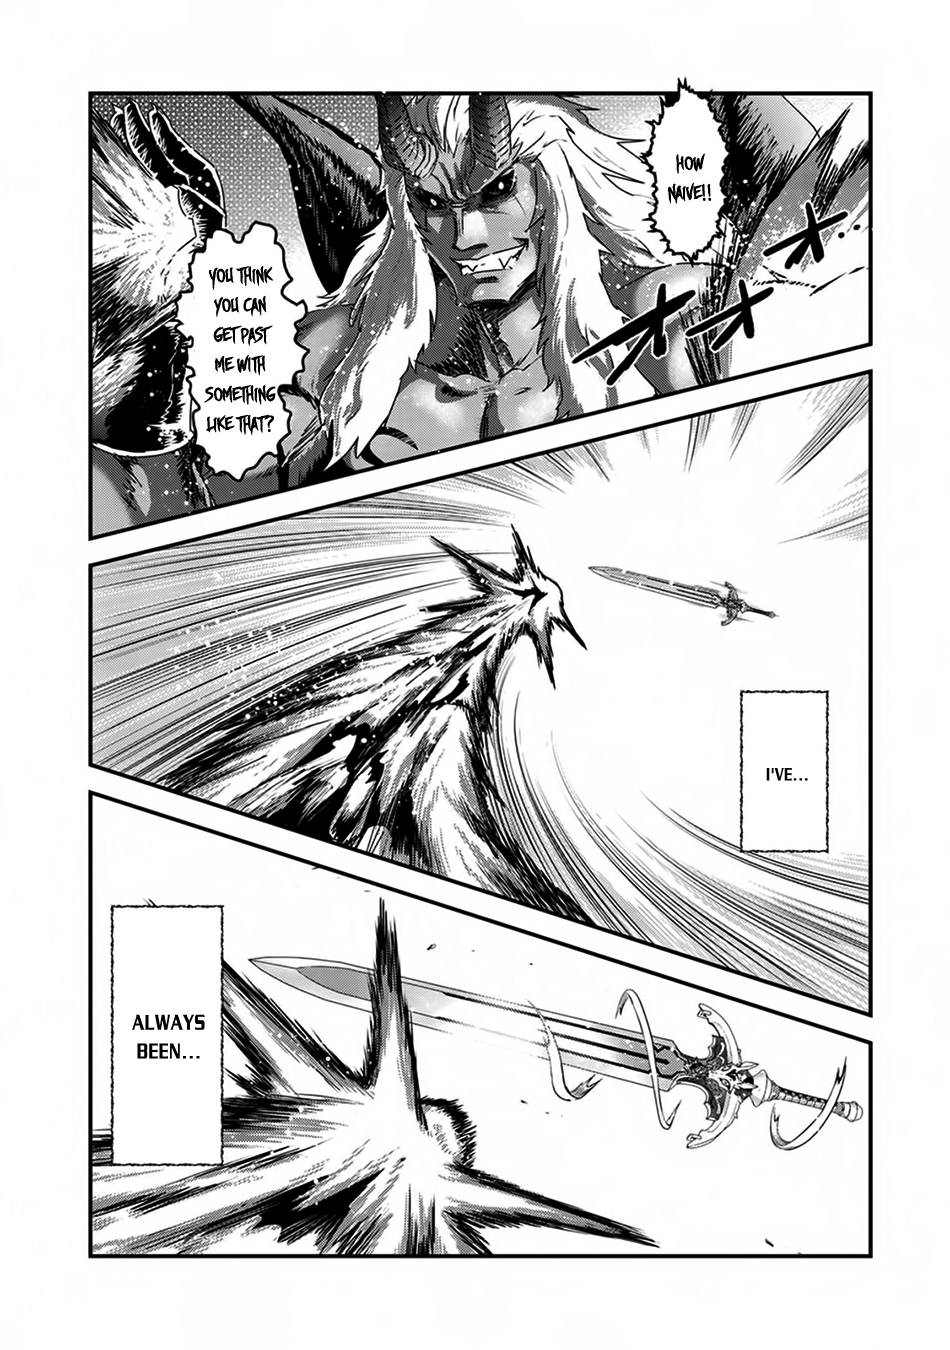 HOW
NAIVE!!
YOU THINK
YOU CAN
GET PAST
ME WITH
SOMETHING
LIKE THAT?
オオオ...
I'VE...
ALWAYS
BEEN...